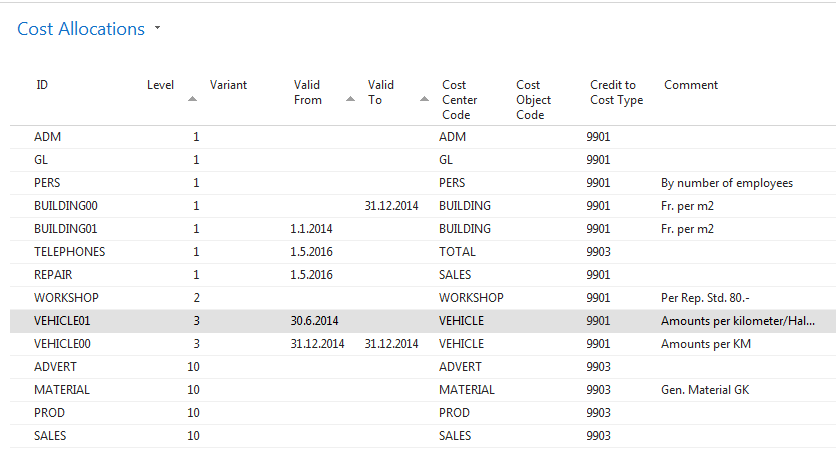 Cost Allocations
ID Level Variant Valid From Valid To Cost Center Code Cost Object Code Credit to Cost Type Comment
ADM 1 ADM 9901
GL 1 GL 9901
PERS 1 PERS 9901 By number of employees
BUILDING00 1 31.12.2014 BUILDING 9901 Fr. per m2
BUILDING01 1 1.1.2014 BUILDING 9901 Fr. per m2
TELEPHONES 1 1.5.2016 TOTAL 9903
REPAIR 1 1.5.2016 SALES 9901
WORKSHOP 2 WORKSHOP 9901 Per Rep. Std. 80.-
VEHICLE01 3 30.6.2014 VEHICLE 9901 Amounts per kilometer/Hal...
VEHICLE00 3 31.12.2014 31.12.2014 VEHICLE 9901 Amounts per KM
ADVERT 10 ADVERT 9903
MATERIAL 10 MATERIAL 9903 Gen. Material GK
PROD 10 PROD 9903
SALES 10 SALES 9903